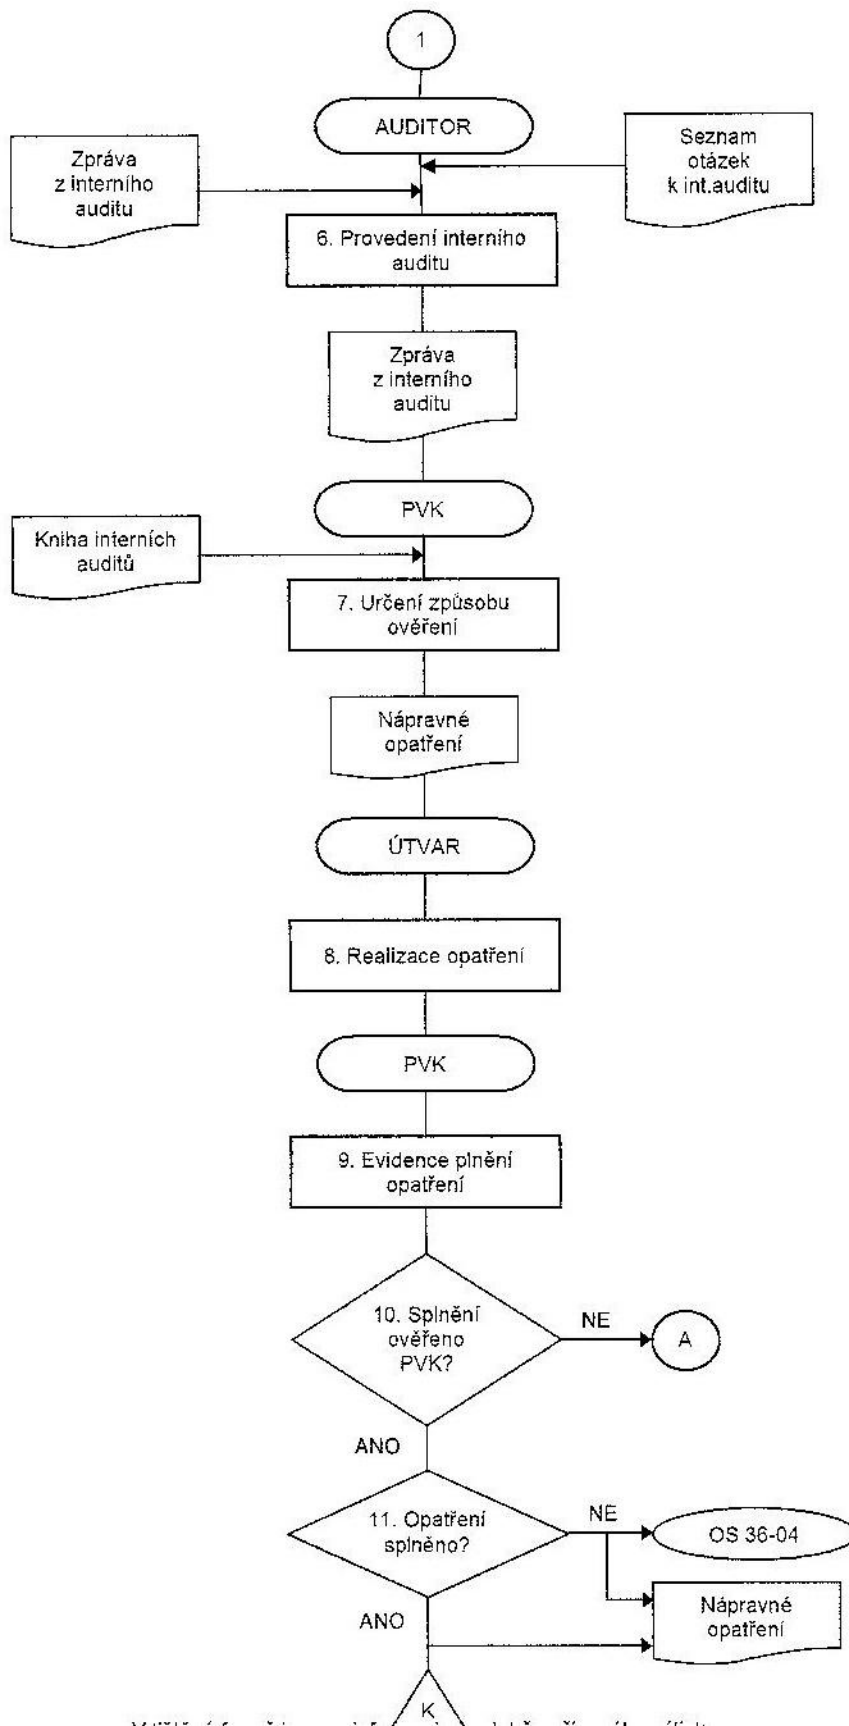 1
AUDITOR
Zpráva
z interního
auditu
Seznam
otázek
k int.auditu
6. Provedení interního
auditu
Zpráva
z interního
auditu
PVK
Kniha interních
auditů
7. Určení způsobu
ověření
Nápravné
opatření
ÚTVAR
8. Realizace opatření
PVK
9. Evidence plnění
opatření
10. Splnění
ověřeno
PVK?
NE
A
ANO
11. Opatření
splněno?
NE
OS 36-04
ANO
Nápravné
opatření
K